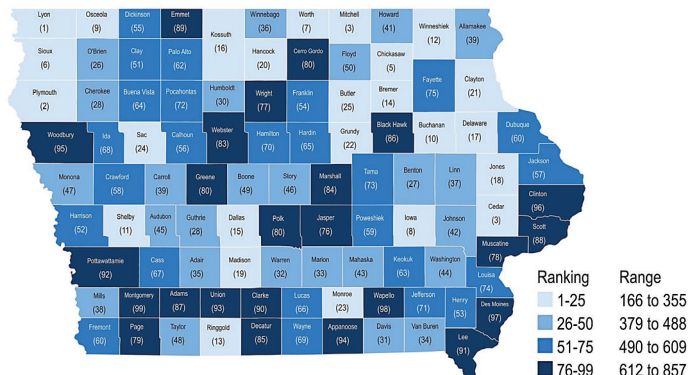 Lyon
(1)
Osceola
(9)
Dickinson
(55)
Emmet
(89)
Kossuth
(16)
Winnebago
(36)
Worth
(7)
Mitchell
(3)
Howard
(41)
Winneshiek
(12)
Allamakee
(39)
Sioux
(6)
O'Brien
(26)
Clay
(51)
Palo Alto
(62)
Hancock
(20)
Cerro Gordo
(80)
Floyd
(50)
Chickasaw
(5)
Plymouth
(2)
Cherokee
(28)
Buena Vista
(64)
Pocahontas
(72)
Humboldt
(30)
Wright
(77)
Franklin
(54)
Butler
(25)
Bremer
(14)
Fayette
(75)
Clayton
(21)
Woodbury
(95)
Ida
(68)
Sac
(24)
Calhoun
(56)
Webster
(83)
Hamilton
(70)
Hardin
(65)
Grundy
(22)
Black Hawk
(86)
Buchanan
(10)
Delaware
(17)
Dubuque
(60)
Monona
(47)
Crawford
(58)
Carroll
(39)
Greene
(80)
Boone
(49)
Story
(46)
Marshall
(84)
Tama
(73)
Benton
(27)
Linn
(37)
Jones
(18)
Jackson
(57)
Clinton
(96)
Harrison
(52)
Shelby
(11)
Audubon
(45)
Guthrie
(28)
Dallas
(15)
Polk
(80)
Jasper
(76)
Poweshiek
(59)
Iowa
(8)
Johnson
(42)
Cedar
(3)
Scott
(88)
Muscatine
(78)
Pottawattamie
(92)
Cass
(67)
Adair
(35)
Madison
(19)
Warren
(32)
Marion
(33)
Mahaska
(43)
Keokuk
(63)
Washington
(44)
Louisa
(74)
Mills
(38)
Montgomery
(99)
Adams
(87)
Union
(93)
Clarke
(90)
Lucas
(66)
Monroe
(23)
Wapello
(98)
Jefferson
(71)
Henry
(53)
Des Moines
(97)
Fremont
(60)
Page
(79)
Taylor
(48)
Ringgold
(13)
Decatur
(85)
Wayne
(69)
Appanoose
(94)
Davis
(31)
Van Buren
(34)
Lee
(91)
Ranking Range
1-25 166 to 355
26-50 379 to 488
51-75 490 to 609
76-99 612 to 857